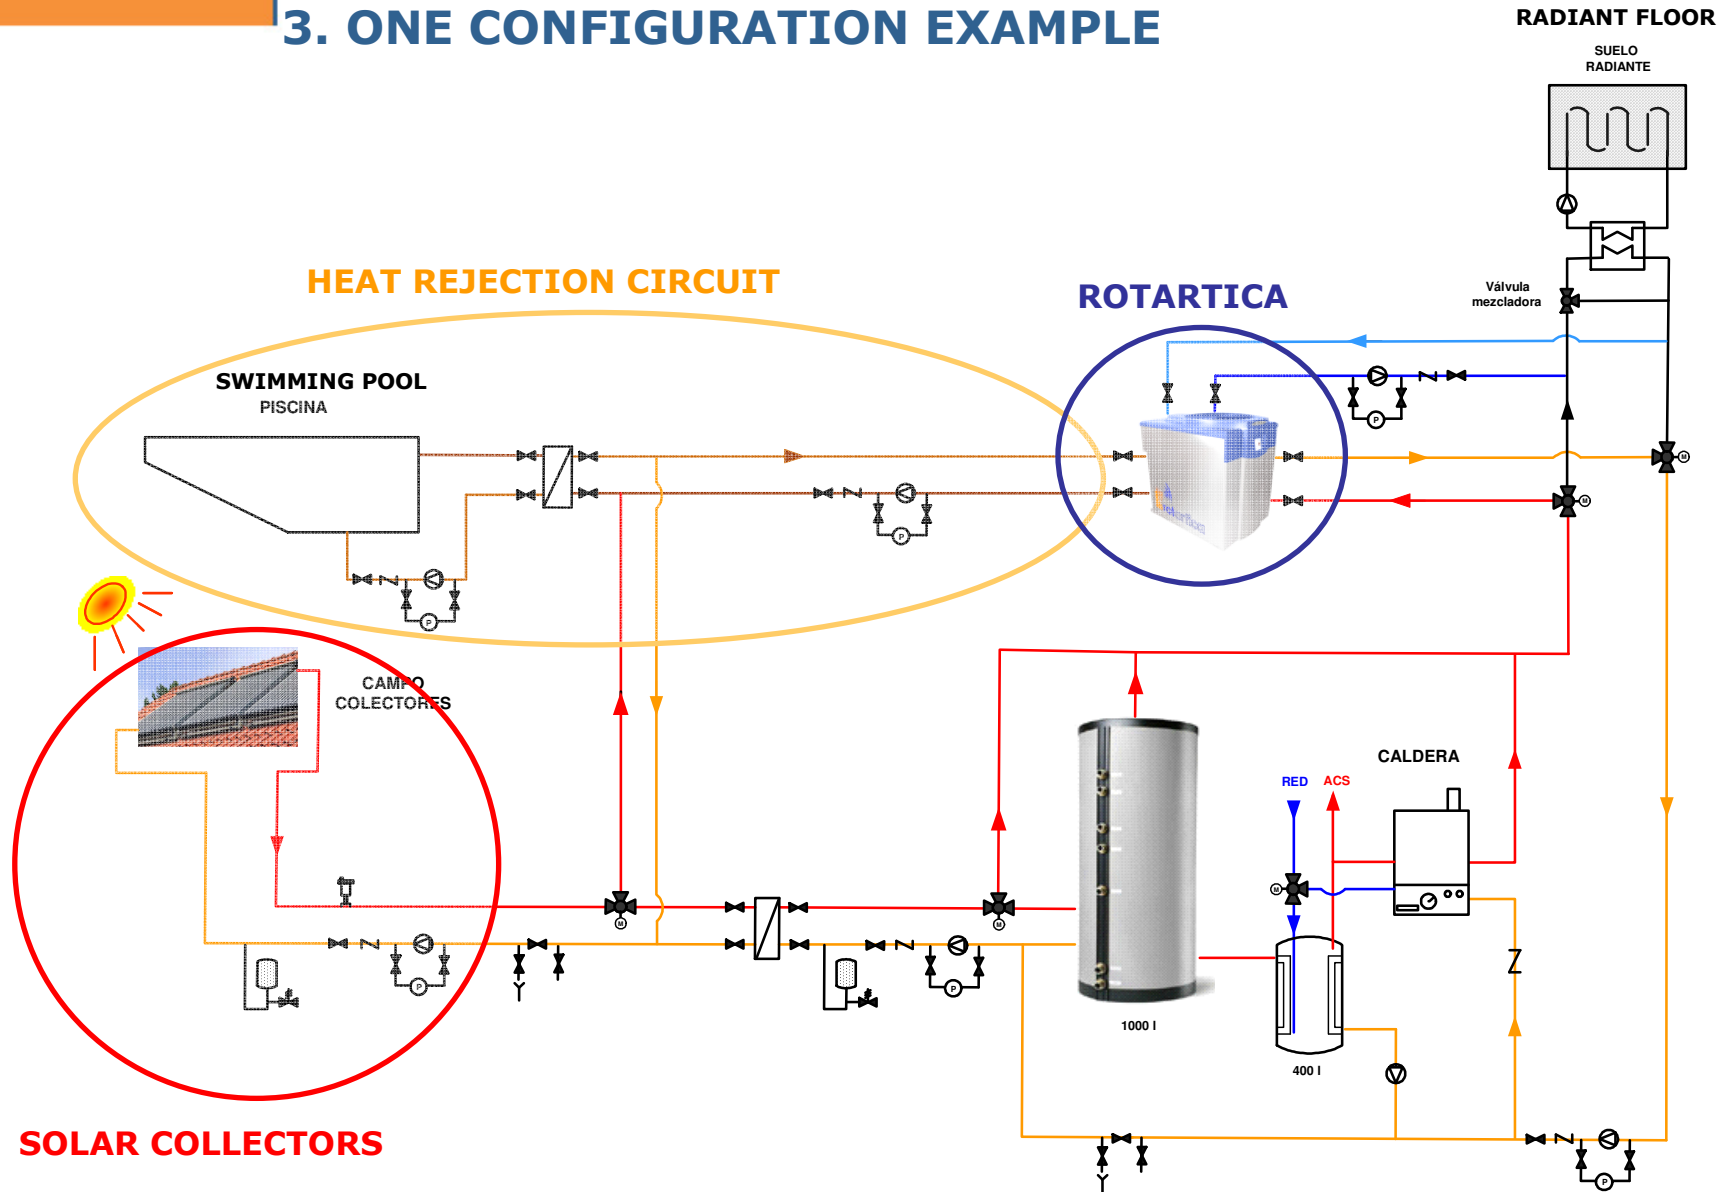 3. ONE CONFIGURATION EXAMPLE
RADIANT FLOOR
SUELO
RADIANTE
HEAT REJECTION CIRCUIT
ROTARTICA
Válvula
mezcladora
SWIMMING POOL
PISCINA
P
M
M
P
P
CAMPO
COLECTORES
CALDERA
RED
ACS
M
M
M
P
P
1000 l
400 l
SOLAR COLLECTORS
P